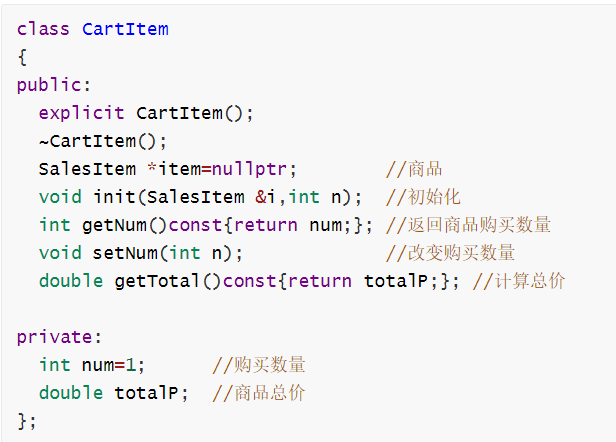 class CartItem
{
public:
  explicit CartItem();
  ~CartItem();
  SalesItem *item=nullptr;        //商品
  void init(SalesItem &i,int n);  //初始化
  int getNum()const{return num;}; //返回商品购买数量
  void setNum(int n);             //改变购买数量
  double getTotal()const{return totalP;}; //计算总价

private:
  int num=1;      //购买数量
  double totalP;  //商品总价
};